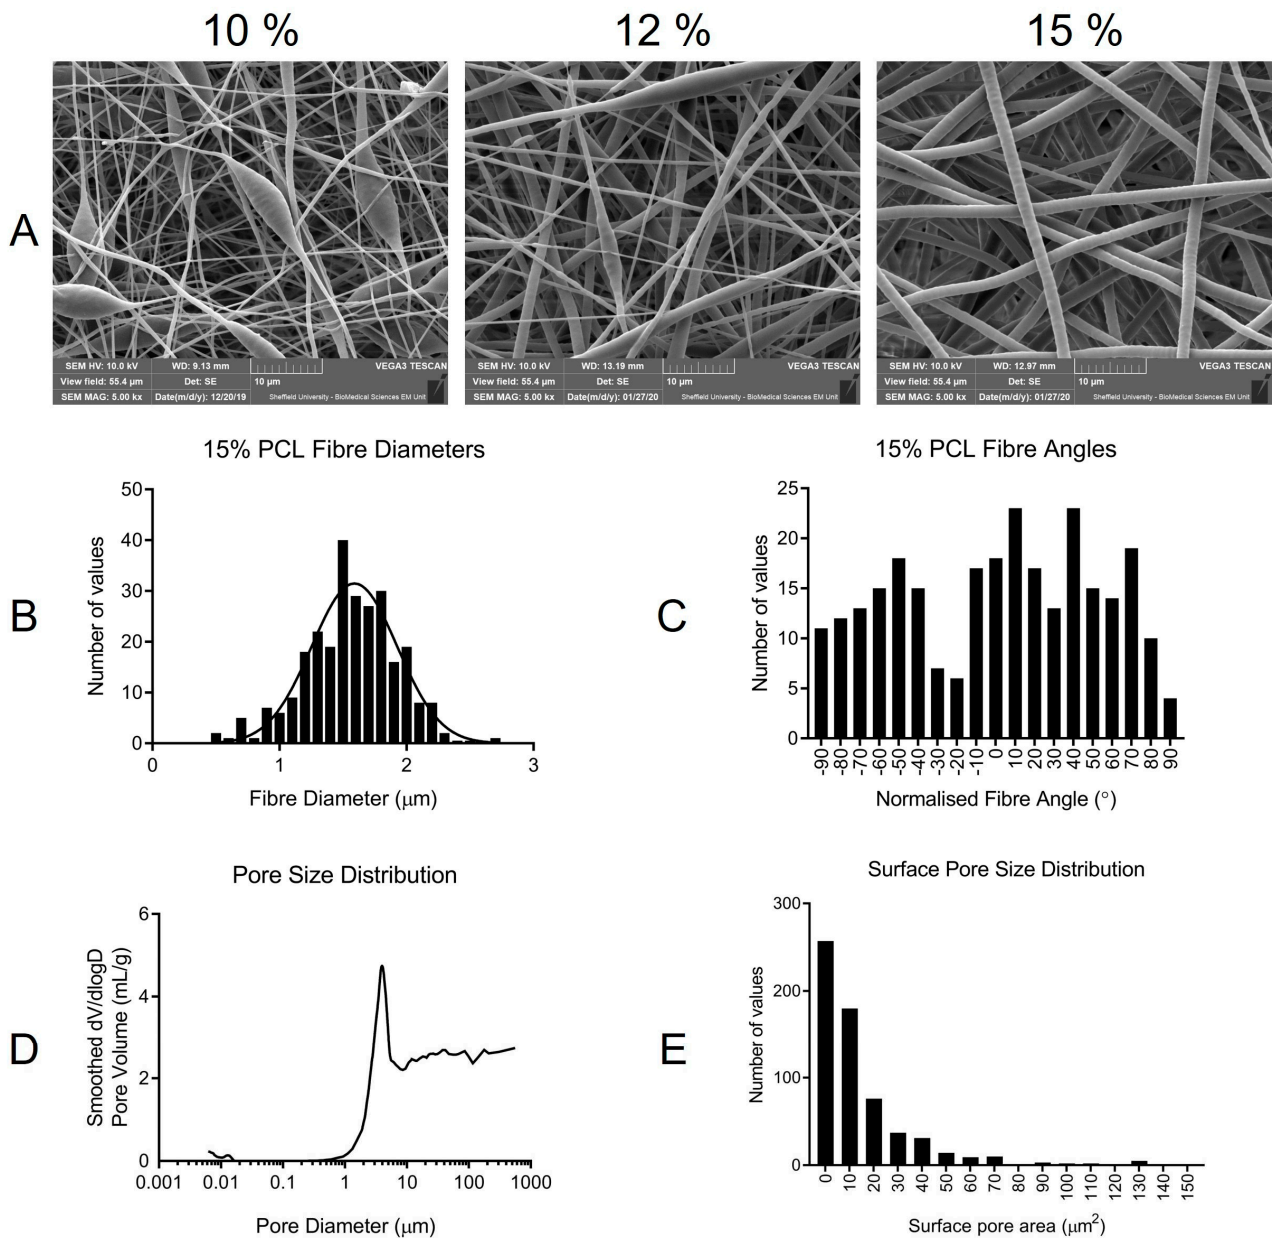 10 %
12 %
15 %
A
SEM HV: 10.0 kV WD: 9.13 mm VEGA3 TESCAN
View field: 55.4 µm Det: SE 10 µm
SEM MAG: 5.00 kx Date(m/d/y): 12/20/19 Sheffield University - BioMedical Sciences EM Unit
SEM HV: 10.0 kV WD: 13.19 mm VEGA3 TESCAN
View field: 55.4 µm Det: SE 10 µm
SEM MAG: 5.00 kx Date(m/d/y): 01/27/20 Sheffield University - BioMedical Sciences EM Unit
SEM HV: 10.0 kV WD: 12.97 mm VEGA3 TESCAN
View field: 55.4 µm Det: SE 10 µm
SEM MAG: 5.00 kx Date(m/d/y): 01/27/20 Sheffield University - BioMedical Sciences EM Unit
B
15% PCL Fibre Diameters
Number of values
50
40
30
20
10
0
0 1 2 3
Fibre Diameter (µm)
C
15% PCL Fibre Angles
Number of values
25
20
15
10
5
0
-90 -80 -70 -60 -50 -40 -30 -20 -10 0 10 20 30 40 50 60 70 80 90
Normalised Fibre Angle (°)
D
Pore Size Distribution
Smoothed dV/dlogD
Pore Volume (mL/g)
6
4
2
0
0.001 0.01 0.1 1 10 100 1000
Pore Diameter (µm)
E
Surface Pore Size Distribution
Number of values
300
200
100
0
0 10 20 30 40 50 60 70 80 90 100 110 120 130 140 150
Surface pore area (µm²)